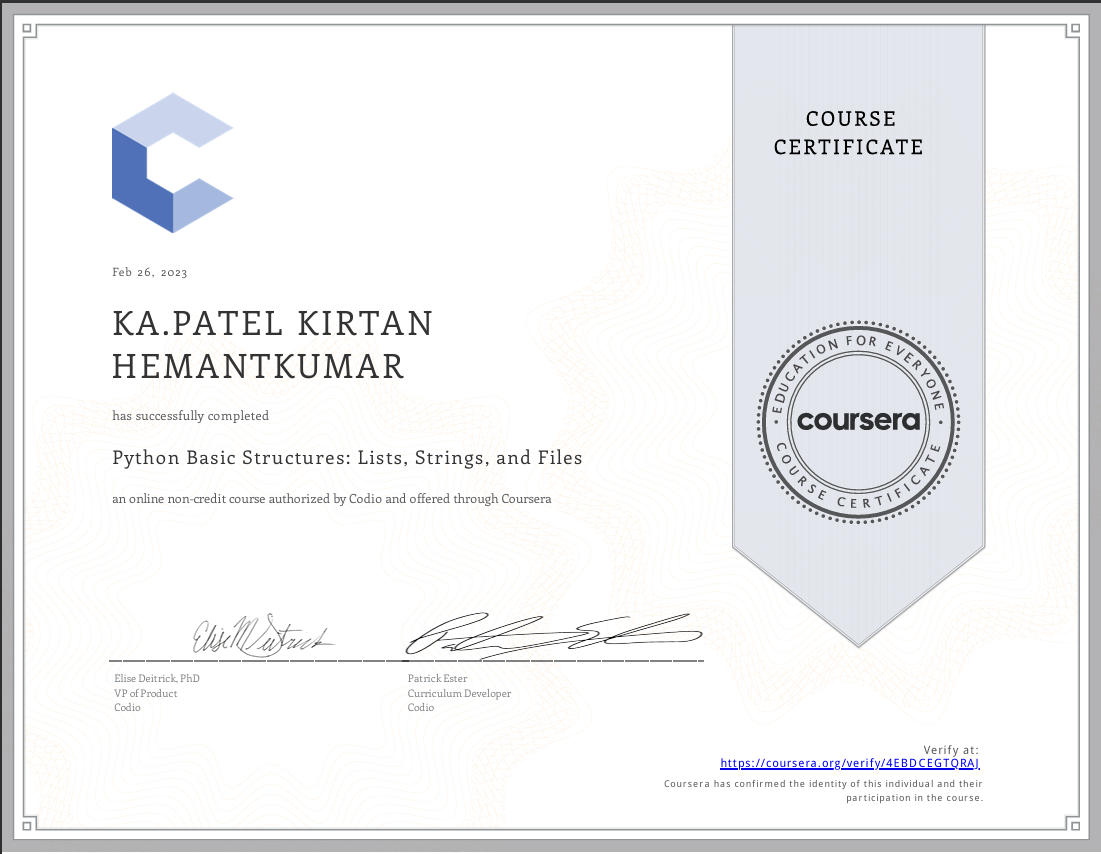 COURSE
CERTIFICATE
Feb 26, 2023
KA.PATEL KIRTAN
HEMANTKUMAR
has successfully completed
Python Basic Structures: Lists, Strings, and Files
an online non-credit course authorized by Codio and offered through Coursera
EDUCATION FOR EVERYONE
coursera
COURSE CERTIFICATE
Elise Deitrick, PhD
VP of Product
Codio
Patrick Ester
Curriculum Developer
Codio
Verify at:
https://coursera.org/verify/4EBDCEGTQRAJ
Coursera has confirmed the identity of this individual and their
participation in the course.